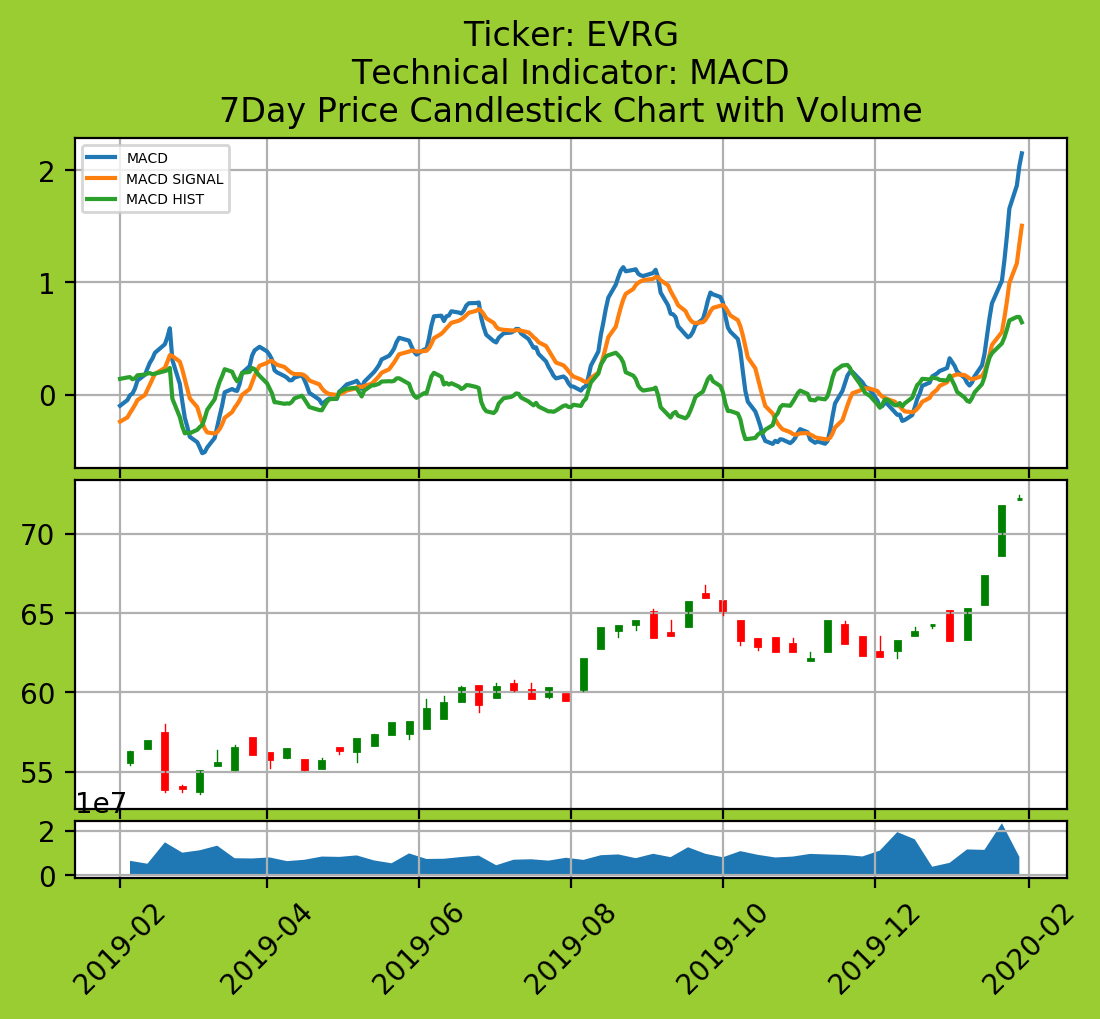 Ticker: EVRG
Technical Indicator: MACD
7Day Price Candlestick Chart with Volume
MACD
MACD SIGNAL
MACD HIST
2
1
0
70
65
60
55
1e7
2
0
2019-02
2019-04
2019-06
2019-08
2019-10
2019-12
2020-02